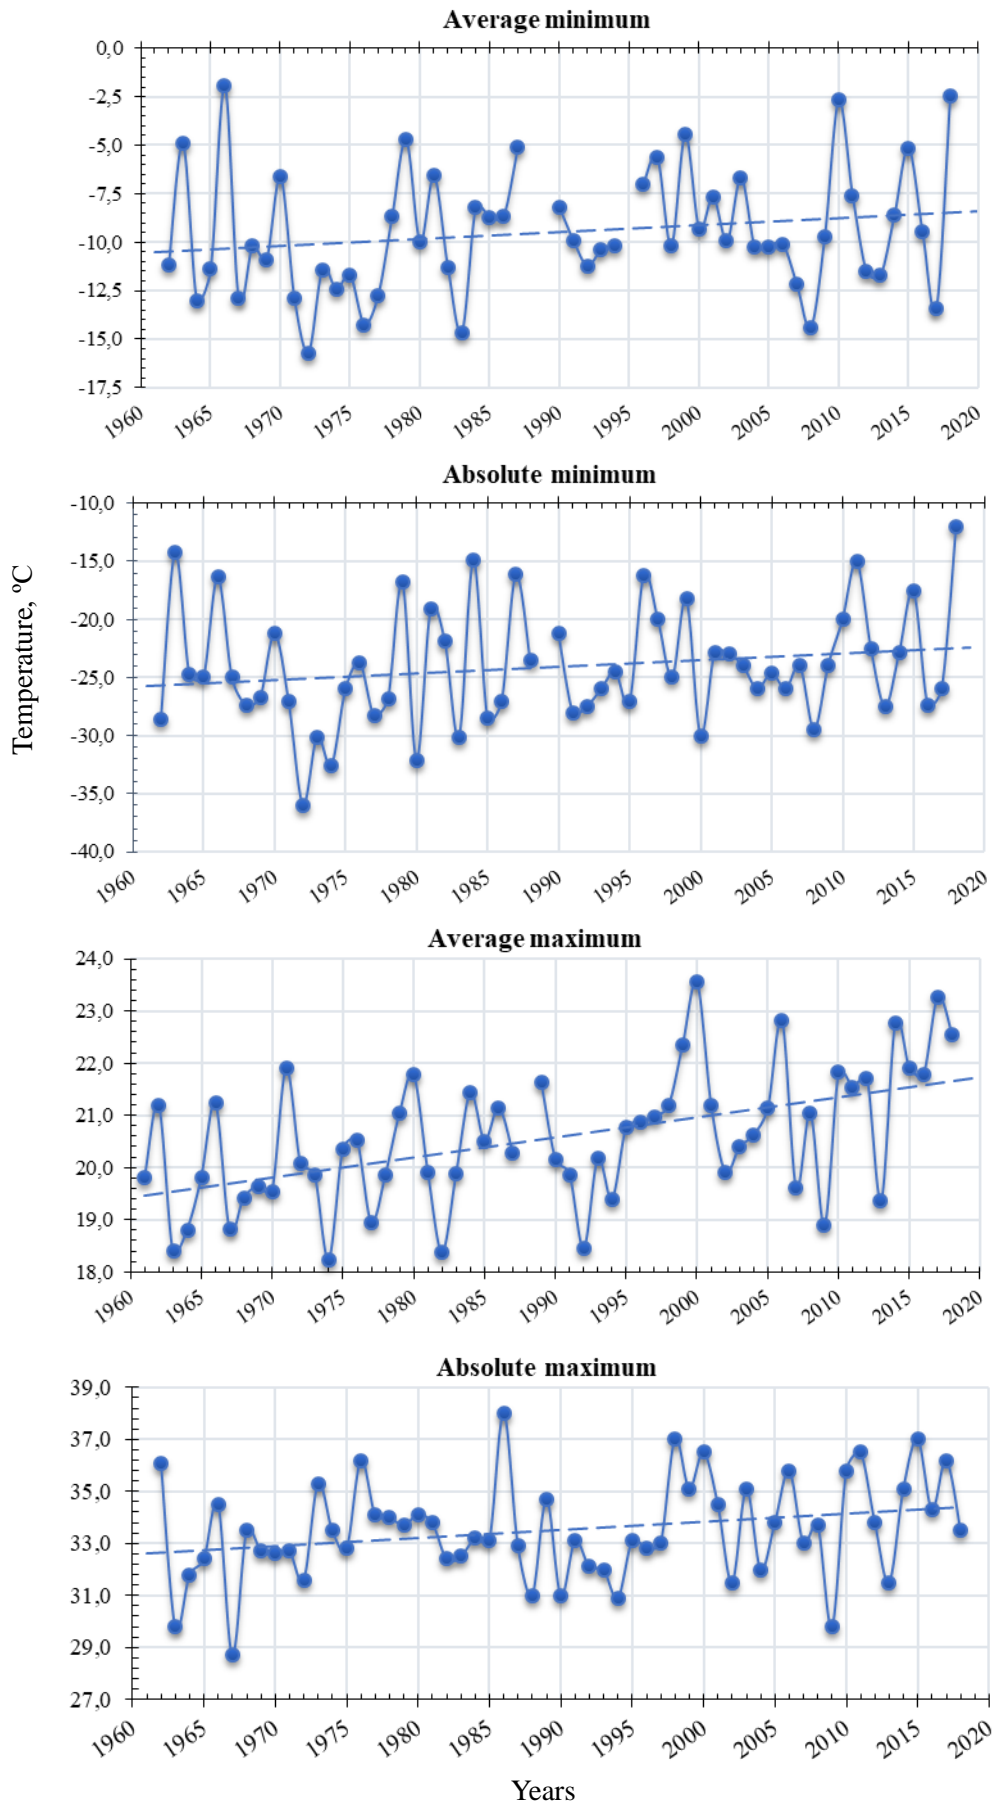 Average minimum
0,0
-2,5
-5,0
-7,5
-10,0
-12,5
-15,0
-17,5
1960 1965 1970 1975 1980 1985 1990 1995 2000 2005 2010 2015 2020
Absolute minimum
-10,0
-15,0
-20,0
-25,0
-30,0
-35,0
-40,0
1960 1965 1970 1975 1980 1985 1990 1995 2000 2005 2010 2015 2020
Temperature, ºC
Average maximum
24,0
23,0
22,0
21,0
20,0
19,0
18,0
1960 1965 1970 1975 1980 1985 1990 1995 2000 2005 2010 2015 2020
Absolute maximum
39,0
37,0
35,0
33,0
31,0
29,0
27,0
1960 1965 1970 1975 1980 1985 1990 1995 2000 2005 2010 2015 2020
Years